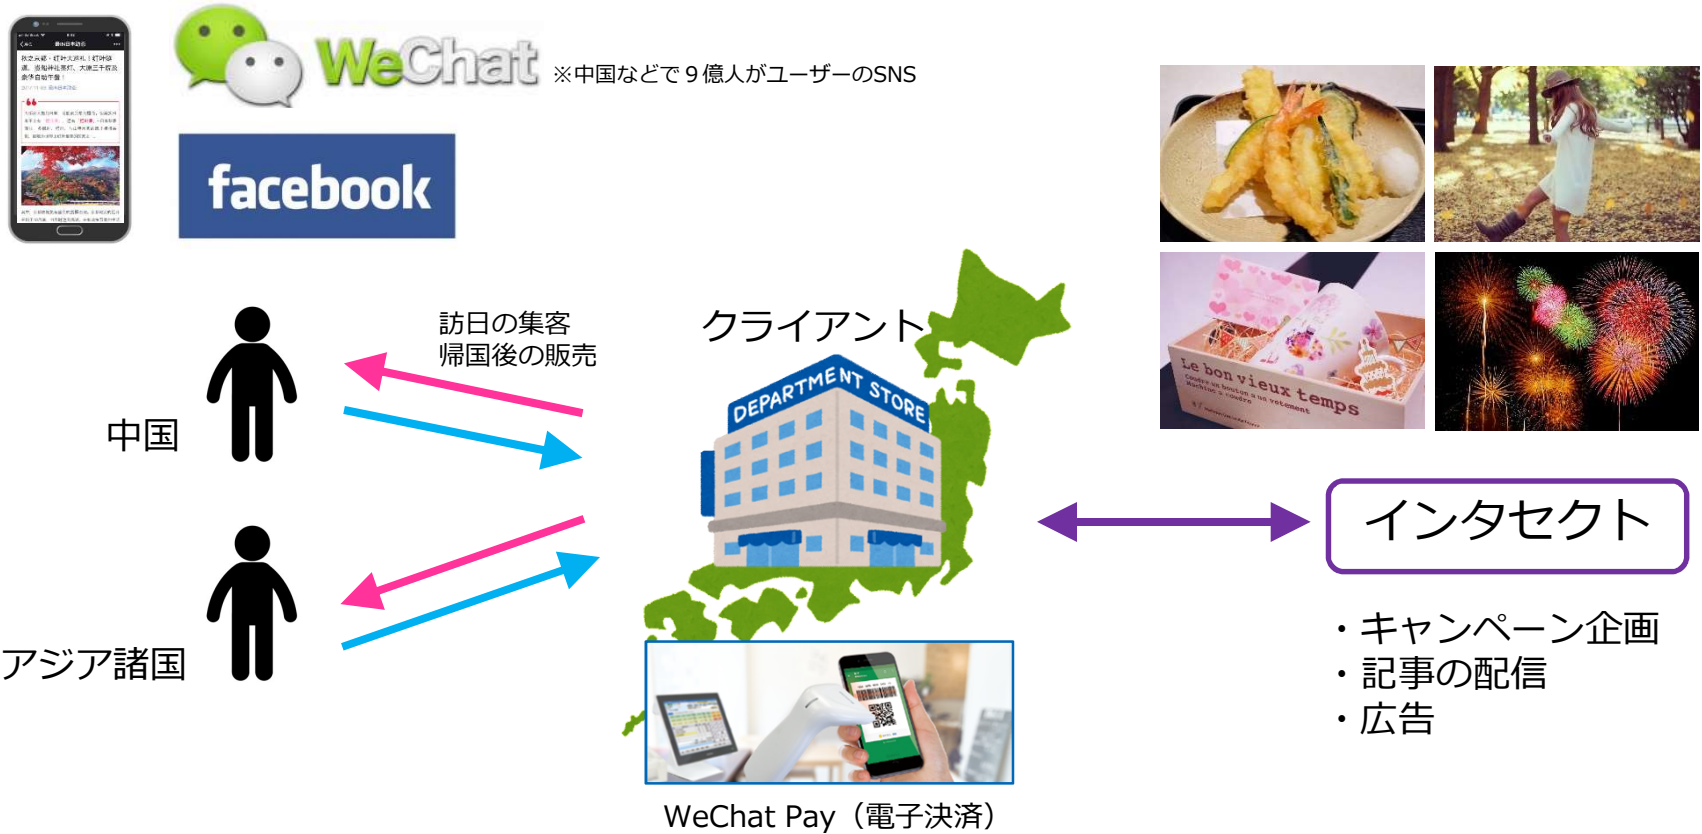 WeChat
※中国などで９億人がユーザーのSNS
facebook
訪日の集客
帰国後の販売
クライアント
DEPARTMENT STORE
中国
アジア諸国
Le bon vieux temps
インタセクト
・キャンペーン企画
・記事の配信
・広告
WeChat Pay（電子決済）